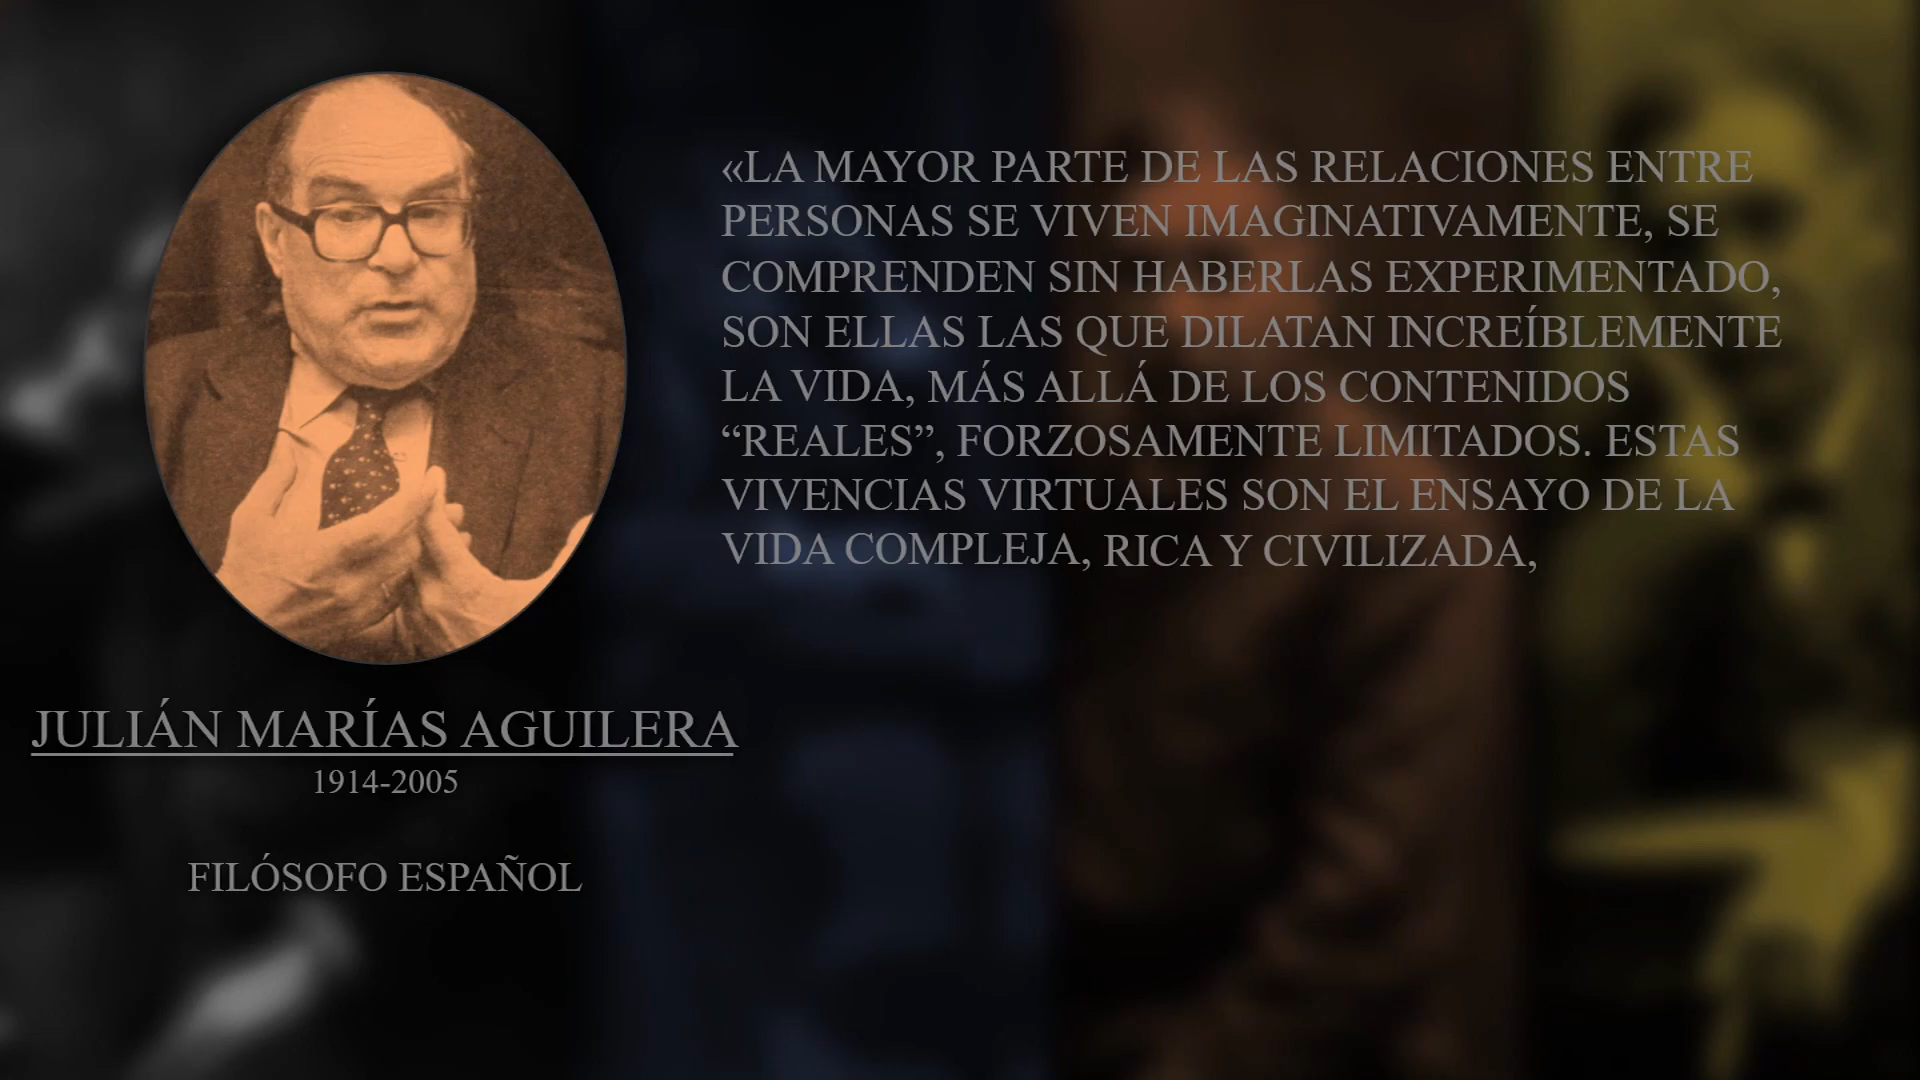 «LA MAYOR PARTE DE LAS RELACIONES ENTRE
PERSONAS SE VIVEN IMAGINATIVAMENTE, SE
COMPRENDEN SIN HABERLAS EXPERIMENTADO,
SON ELLAS LAS QUE DILATAN INCREÍBLEMENTE
LA VIDA, MÁS ALLÁ DE LOS CONTENIDOS
“REALES”, FORZOSAMENTE LIMITADOS. ESTAS
VIVENCIAS VIRTUALES SON EL ENSAYO DE LA
VIDA COMPLEJA, RICA Y CIVILIZADA,
JULIÁN MARÍAS AGUILERA
1914-2005
FILÓSOFO ESPAÑOL